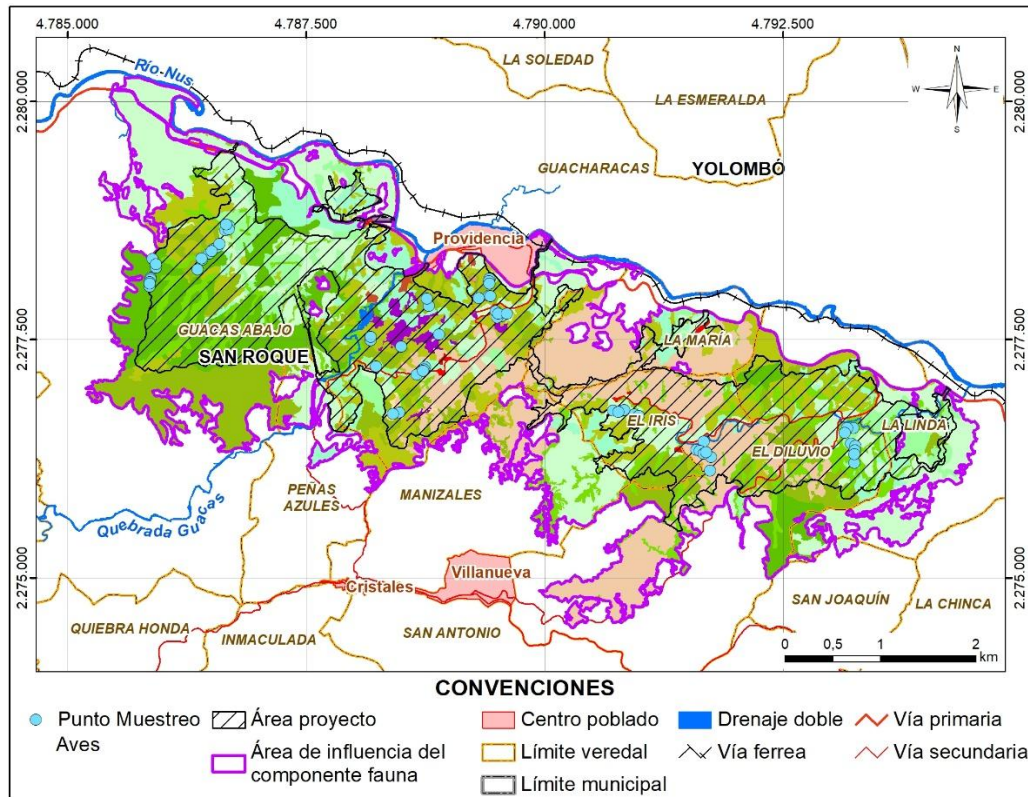 4.785.000
4.787.500
4.790.000
4.792.500
2.280.000
2.280.000
2.277.500
2.277.500
2.275.000
2.275.000
N
W
E
S
Río-Nus
LA SOLEDAD
LA ESMERALDA
GUACHARACAS
YOLOMBÓ
Providencia
GUACAS ABAJO
SAN ROQUE
LA MARÍA
EL IRIS
LA LINDA
EL DILUVIO
PEÑAS
AZULES
MANIZALES
Quebrada Guacas
Villanueva
Cristales
SAN JOAQUÍN
LA CHINCA
QUIEBRA HONDA
INMACULADA
SAN ANTONIO
0
0,5
1
2
km
CONVENCIONES
Punto Muestreo
Aves
Área proyecto
Área de influencia del
componente fauna
Centro poblado
Límite veredal
Límite municipal
Drenaje doble
Vía ferrea
Vía primaria
Vía secundaria